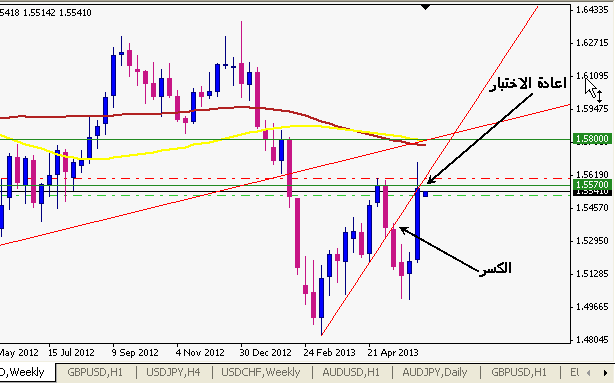 5418 1.55142 1.55410
1.64335
1.62715
1.61095
اعادة الاختبار
1.59475
1.58000
1.56190
1.55700
1.55410
1.54570
1.52950
الكسر
1.51285
1.49665
1.48045
May 2012 15 Jul 2012 9 Sep 2012 4 Nov 2012 30 Dec 2012 24 Feb 2013 21 Apr 2013
D,Weekly GBPUSD,H1 USDJPY,H4 USDCHF,Weekly AUDUSD,H1 AUDJPY,Daily GBPUSD,H1 EU